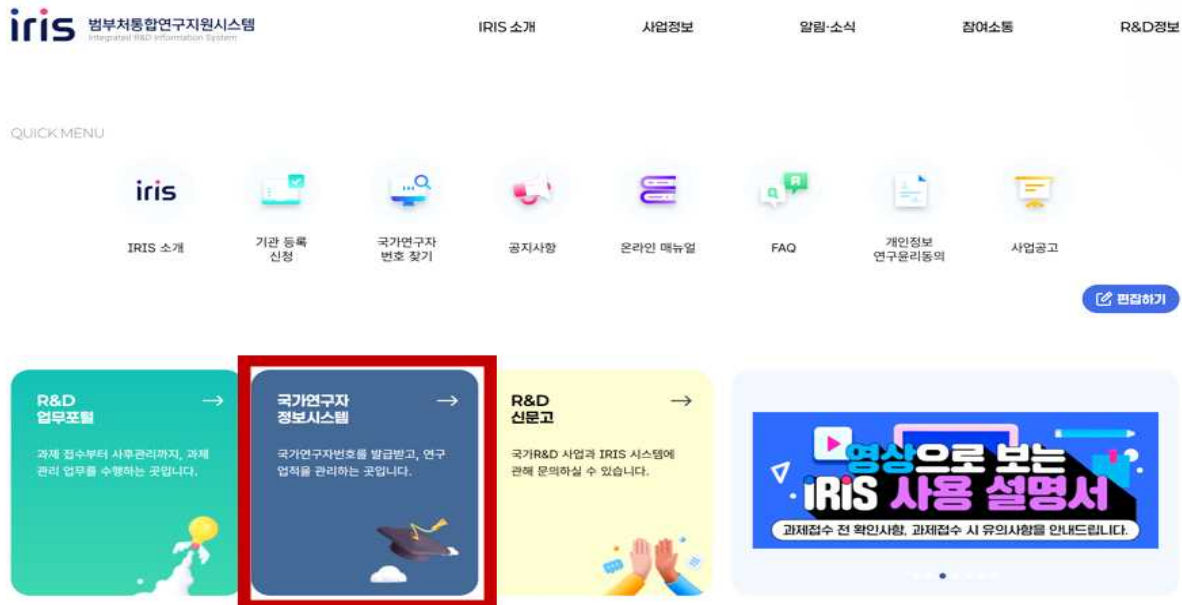 iris 범부처통합연구지원시스템
Integrated R&D Information System
IRIS 소개 사업정보 알림·소식 참여소통 R&D정보
QUICK MENU
iris
IRIS 소개
기관 등록
신청
국가연구자
번호 찾기
공지사항
온라인 매뉴얼
FAQ
개인정보
연구윤리동의
사업공고
편집하기
R&D
업무포털
과제 접수부터 사후관리까지, 과제
관리 업무를 수행하는 곳입니다.
국가연구자
정보시스템
국가연구자번호를 발급받고, 연구
업적을 관리하는 곳입니다.
R&D
신문고
국가R&D 사업과 IRIS 시스템에
관해 문의하실 수 있습니다.
영상으로 보는
IRIS 사용 설명서
과제접수 전 확인사항, 과제접수 시 유의사항을 안내드립니다.